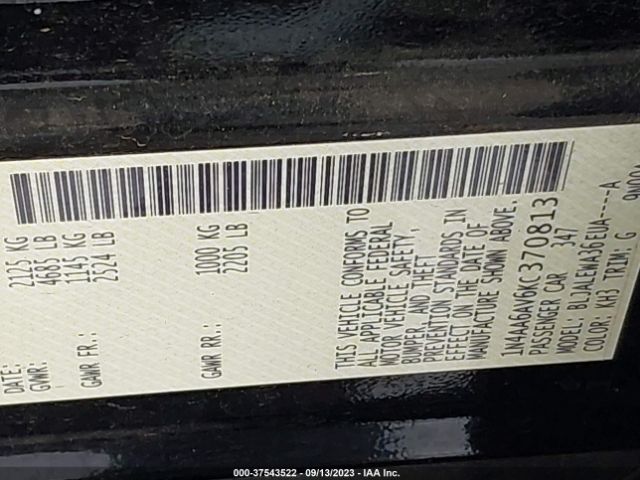 DATE:
GVWR: 2125 KG
4685 LB
GAWR FR.: 1145 KG
2524 LB
GAWR RR.: 1000 KG
2205 LB
THIS VEHICLE CONFORMS TO
ALL APPLICABLE FEDERAL
MOTOR VEHICLE SAFETY,
BUMPER, AND THEFT
PREVENTION STANDARDS IN
EFFECT ON THE DATE OF
MANUFACTURE SHOWN ABOVE.
1N4AA6AV6KC370813
PASSENGER CAR 347
MODEL: BLJALEWA36EUA----A
COLOR: KH3 TRIM G
000-37543522 - 09/13/2023 - IAA Inc.